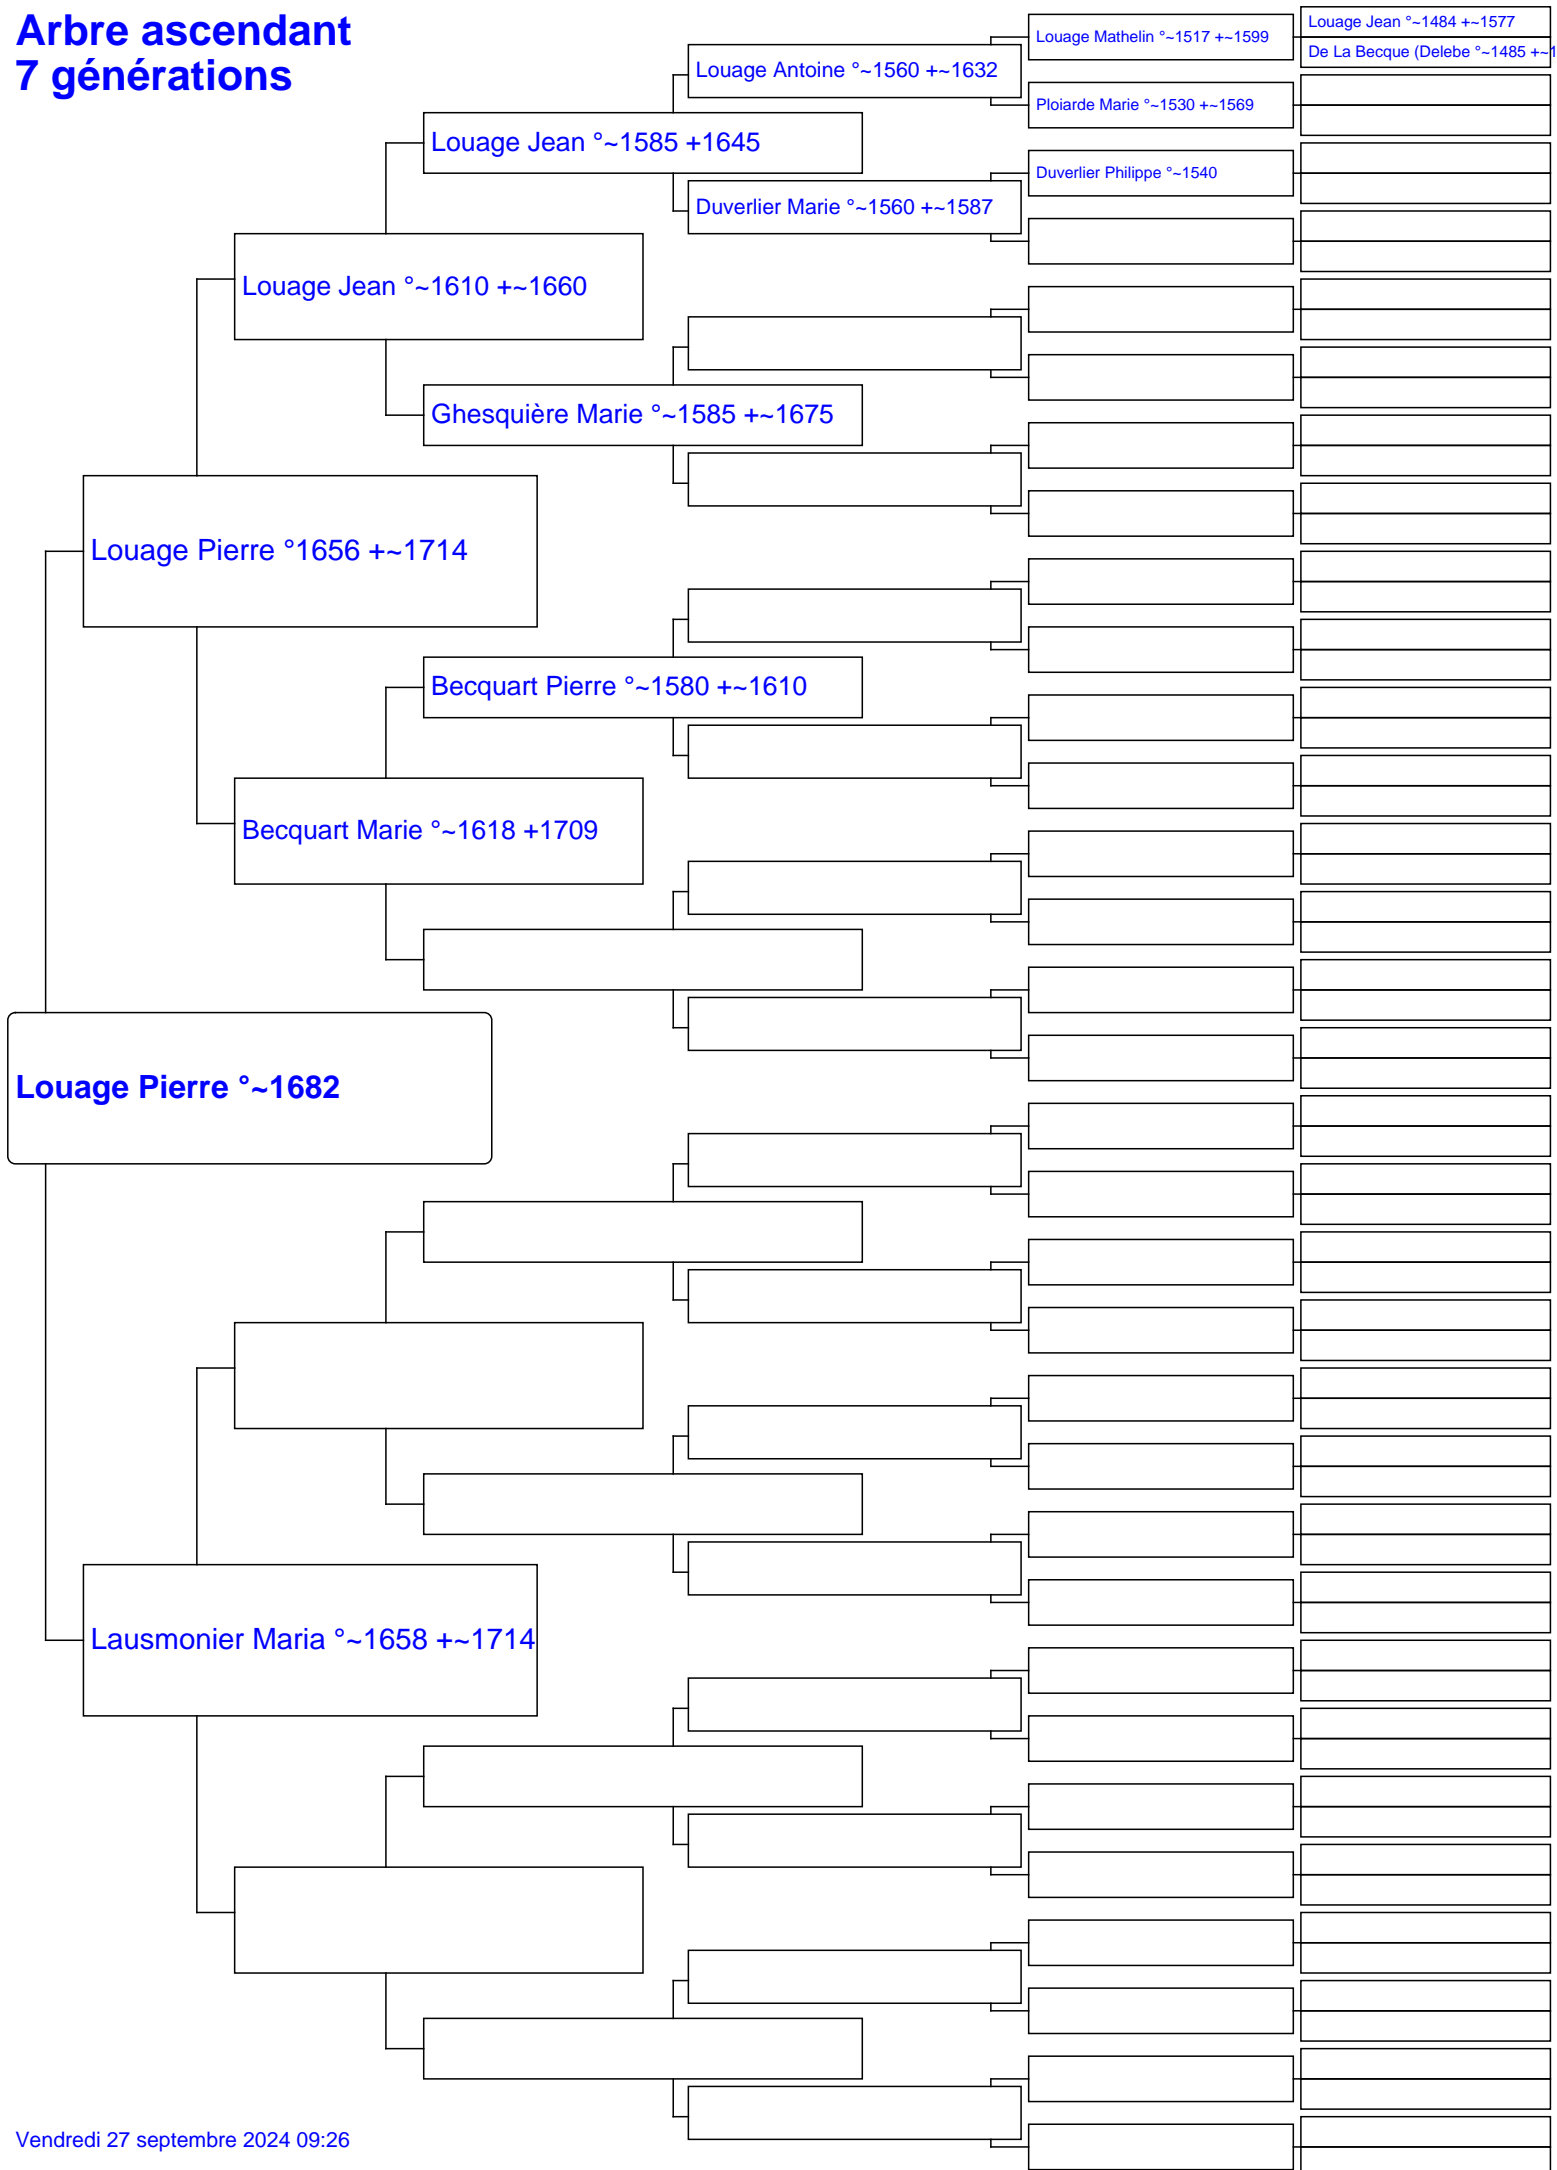 Arbre ascendant
7 générations
Louage Jean °~1484 +~1577
Louage Mathelin °~1517 +~1599
De La Becque (Delebe °~1485 +~1
Louage Antoine °~1560 +~1632
Ploiarde Marie °~1530 +~1569
Louage Jean °~1585 +1645
Duverlier Philippe °~1540
Duverlier Marie °~1560 +~1587
Louage Jean °~1610 +~1660
Ghesquière Marie °~1585 +~1675
Louage Pierre °1656 +~1714
Becquart Pierre °~1580 +~1610
Becquart Marie °~1618 +1709
Louage Pierre °~1682
Lausmonier Maria °~1658 +~1714
Vendredi 27 septembre 2024 09:26